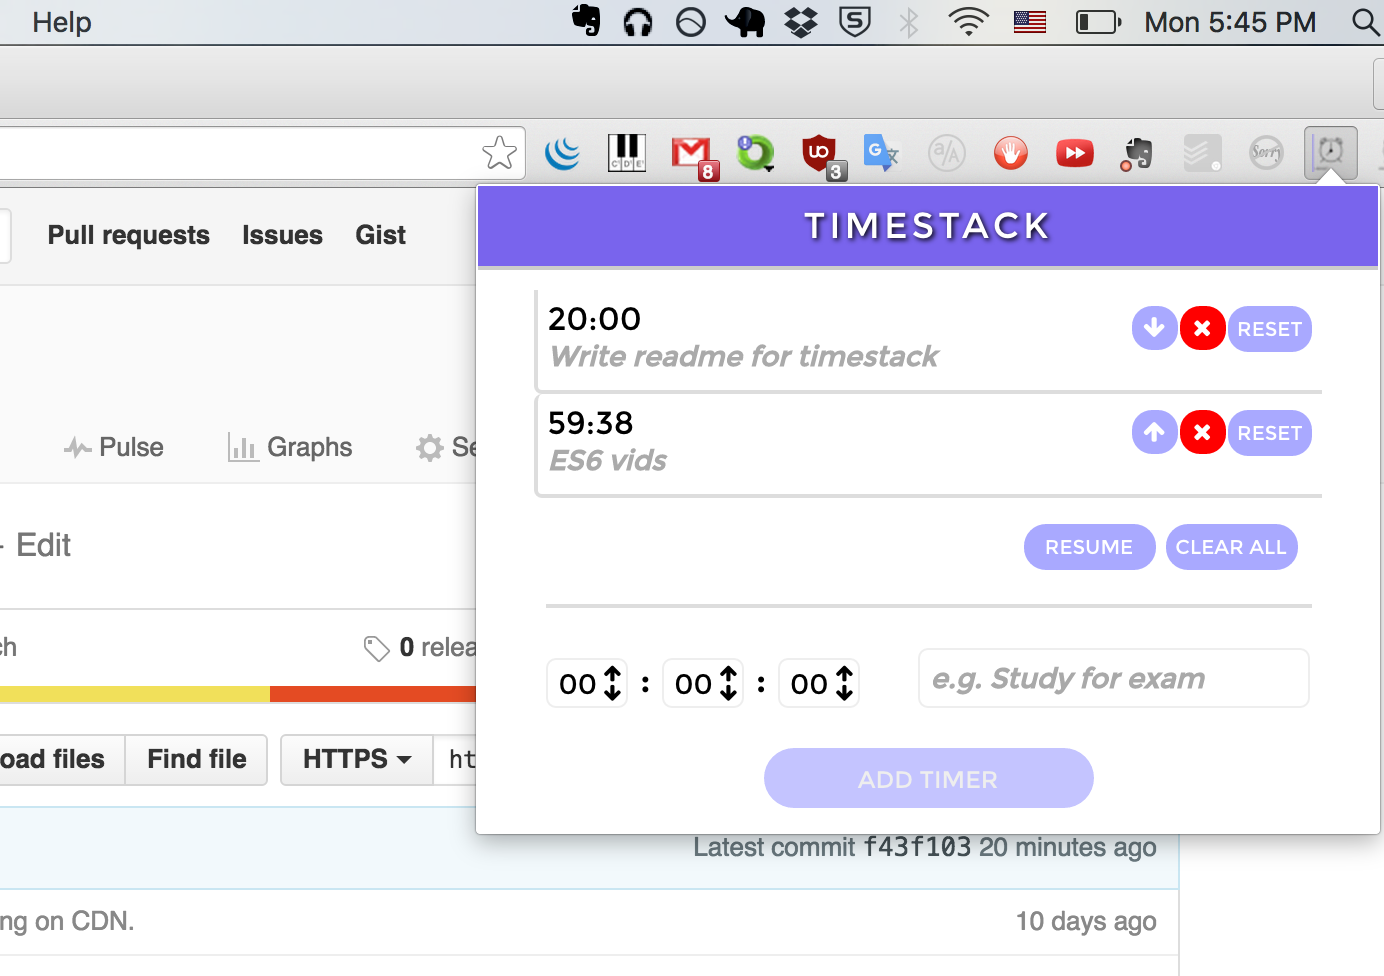 Help
Mon 5:45 PM
8
3
Sorry
Pull requests Issues Gist
TIMESTACK
20:00
Write readme for timestack
RESET
59:38
ES6 vids
RESET
Pulse Graphs Se
RESUME CLEAR ALL
- Edit
ch
0 relea
00 : 00 : 00
e.g. Study for exam
oad files Find file HTTPS ht
ADD TIMER
Latest commit f43f103 20 minutes ago
ng on CDN.
10 days ago